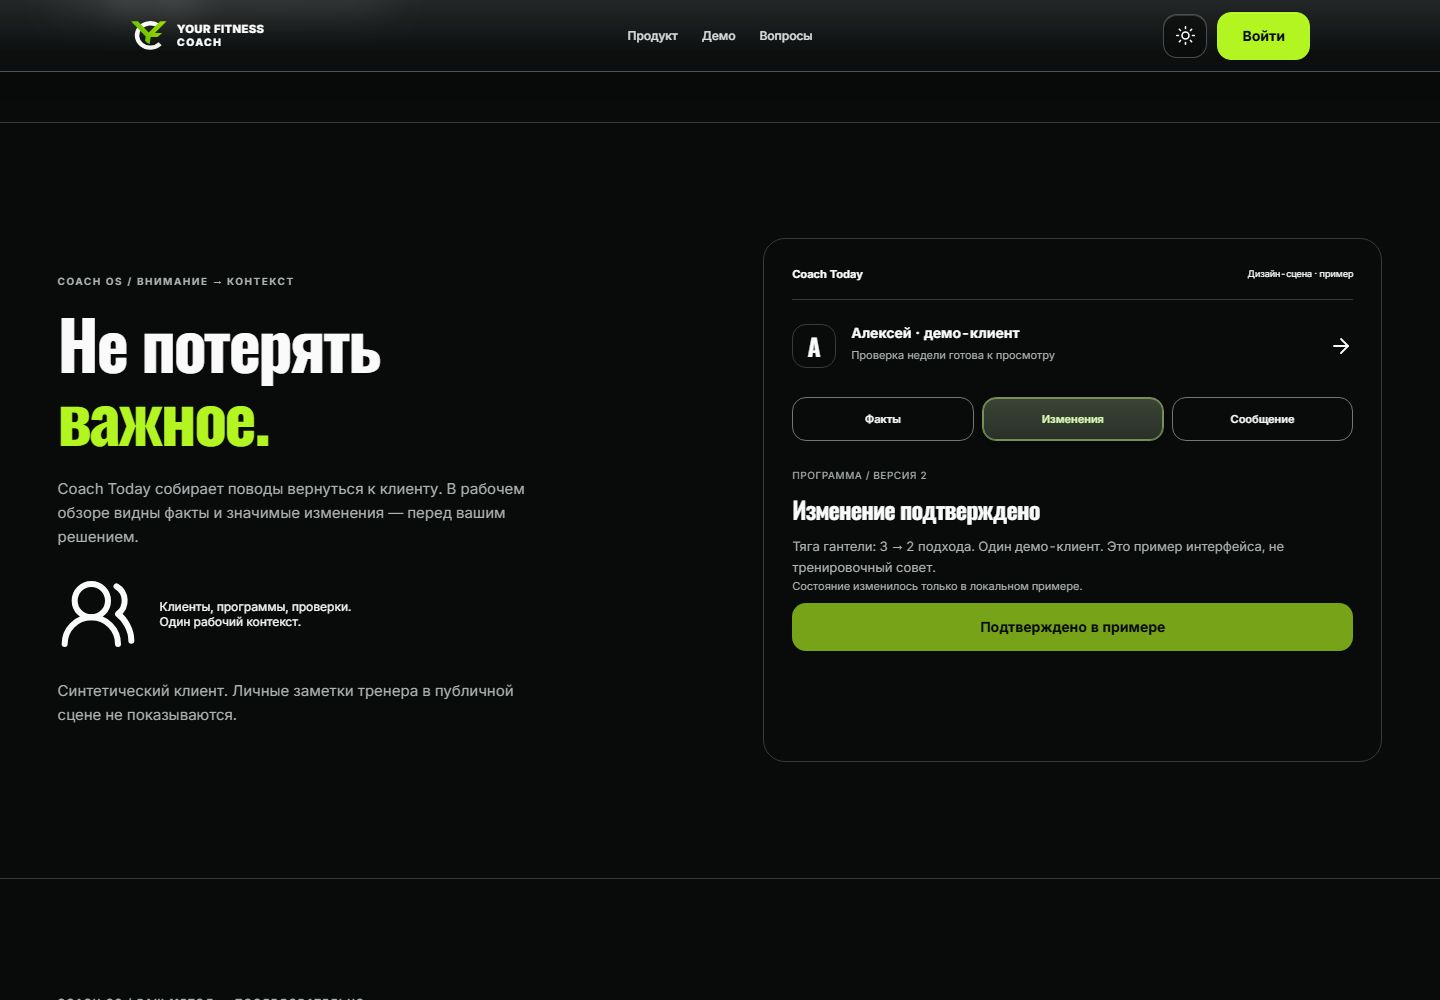 YOUR FITNESS
COACH
Продукт
Демо
Вопросы
Войти
COACH OS / ВНИМАНИЕ → КОНТЕКСТ
Не потерять
важное.
Coach Today собирает поводы вернуться к клиенту. В рабочем
обзоре видны факты и значимые изменения — перед вашим
решением.
Клиенты, программы, проверки.
Один рабочий контекст.
Синтетический клиент. Личные заметки тренера в публичной
сцене не показываются.
Coach Today
Дизайн-сцена · пример
А
Алексей · демо-клиент
Проверка недели готова к просмотру
Факты
Изменения
Сообщение
ПРОГРАММА / ВЕРСИЯ 2
Изменение подтверждено
Тяга гантели: 3 → 2 подхода. Один демо-клиент. Это пример интерфейса, не
тренировочный совет.
Состояние изменилось только в локальном примере.
Подтверждено в примере